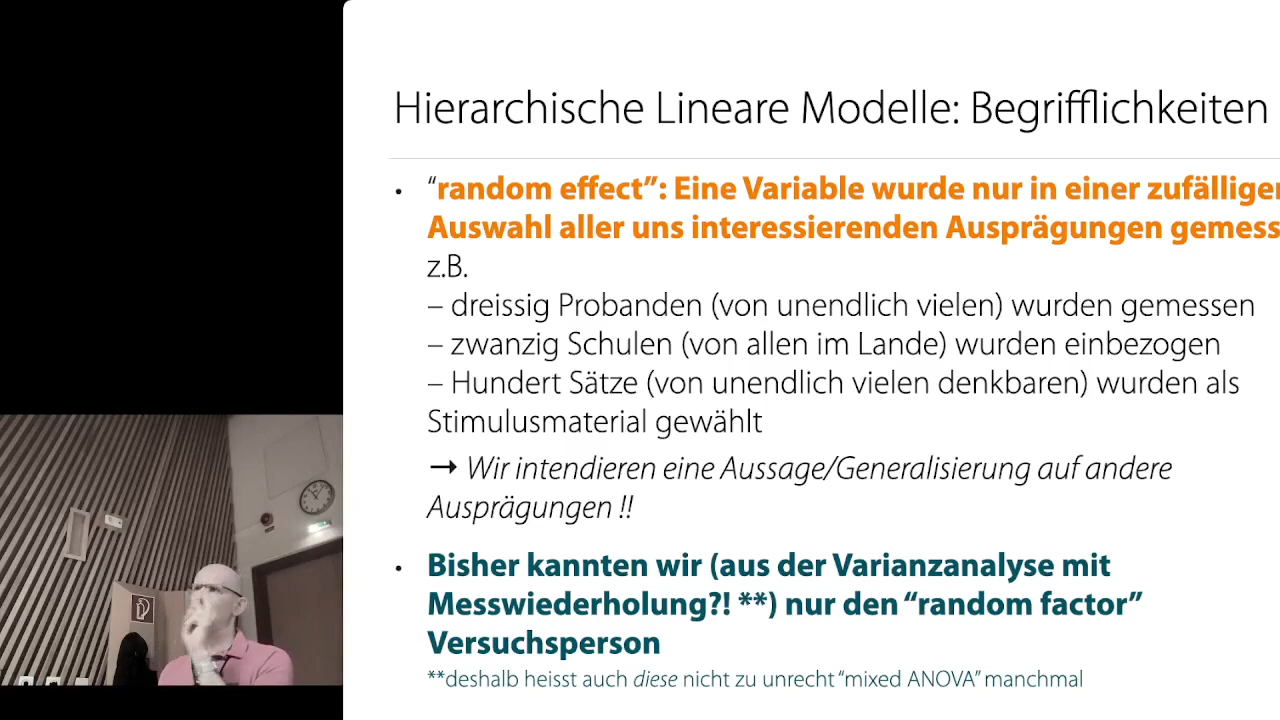 Hierarchische Lineare Modelle: Begrifflichkeiten
• “random effect”: Eine Variable wurde nur in einer zufälligen
Auswahl aller uns interessierenden Ausprägungen gemess
z.B.
– dreissig Probanden (von unendlich vielen) wurden gemessen
– zwanzig Schulen (von allen im Lande) wurden einbezogen
– Hundert Sätze (von unendlich vielen denkbaren) wurden als
Stimulusmaterial gewählt
→ Wir intendieren eine Aussage/Generalisierung auf andere
Ausprägungen !!
• Bisher kannten wir (aus der Varianzanalyse mit
Messwiederholung?! **) nur den “random factor”
Versuchsperson
**deshalb heisst auch diese nicht zu unrecht “mixed ANOVA” manchmal